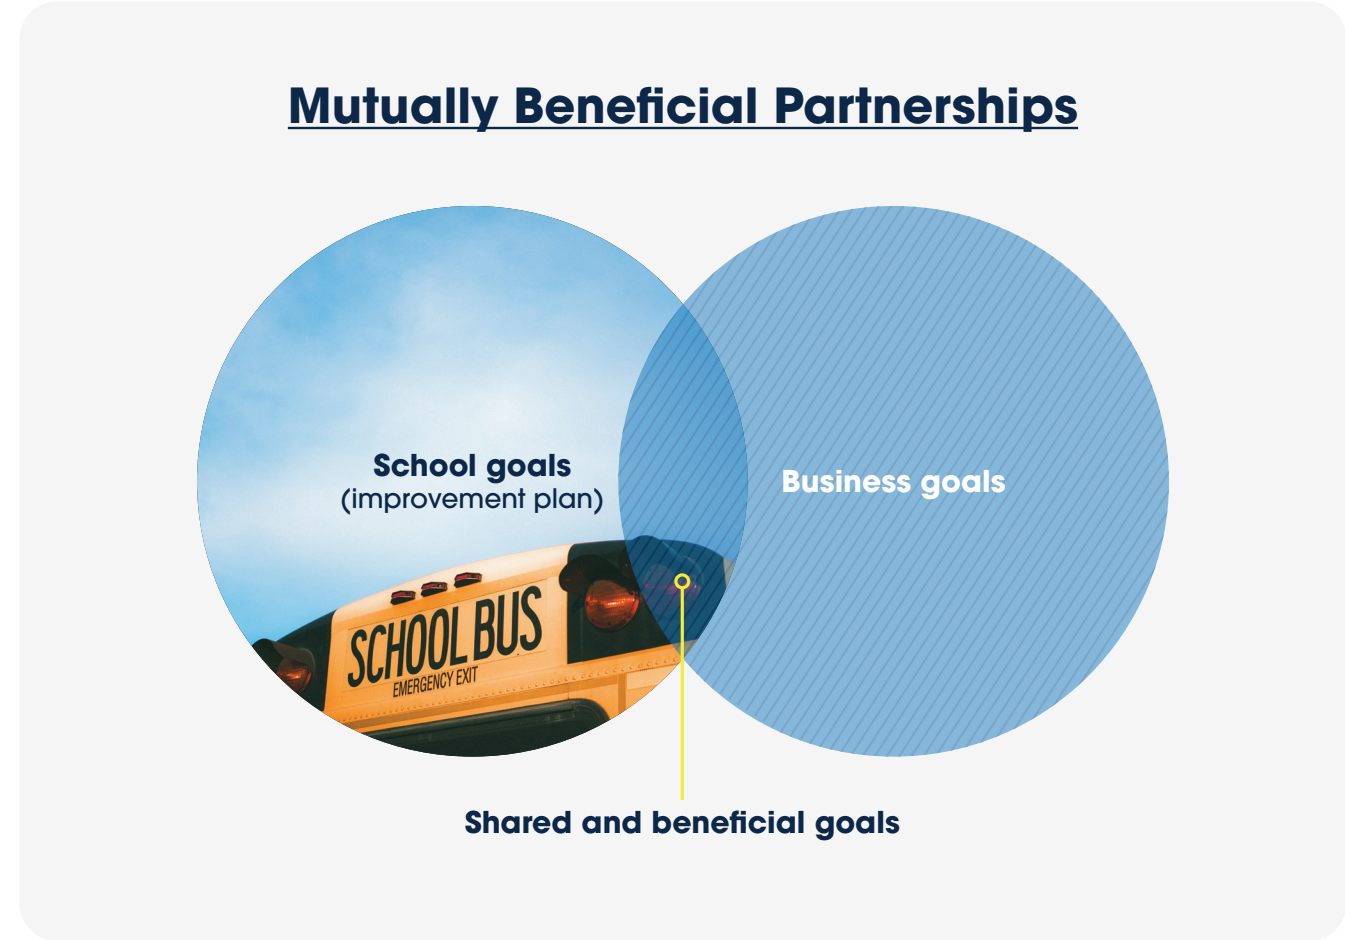 Mutually Beneficial Partnerships
School goals
(improvement plan)
Business goals
SCHOOL BUS
EMERGENCY EXIT
Shared and beneficial goals